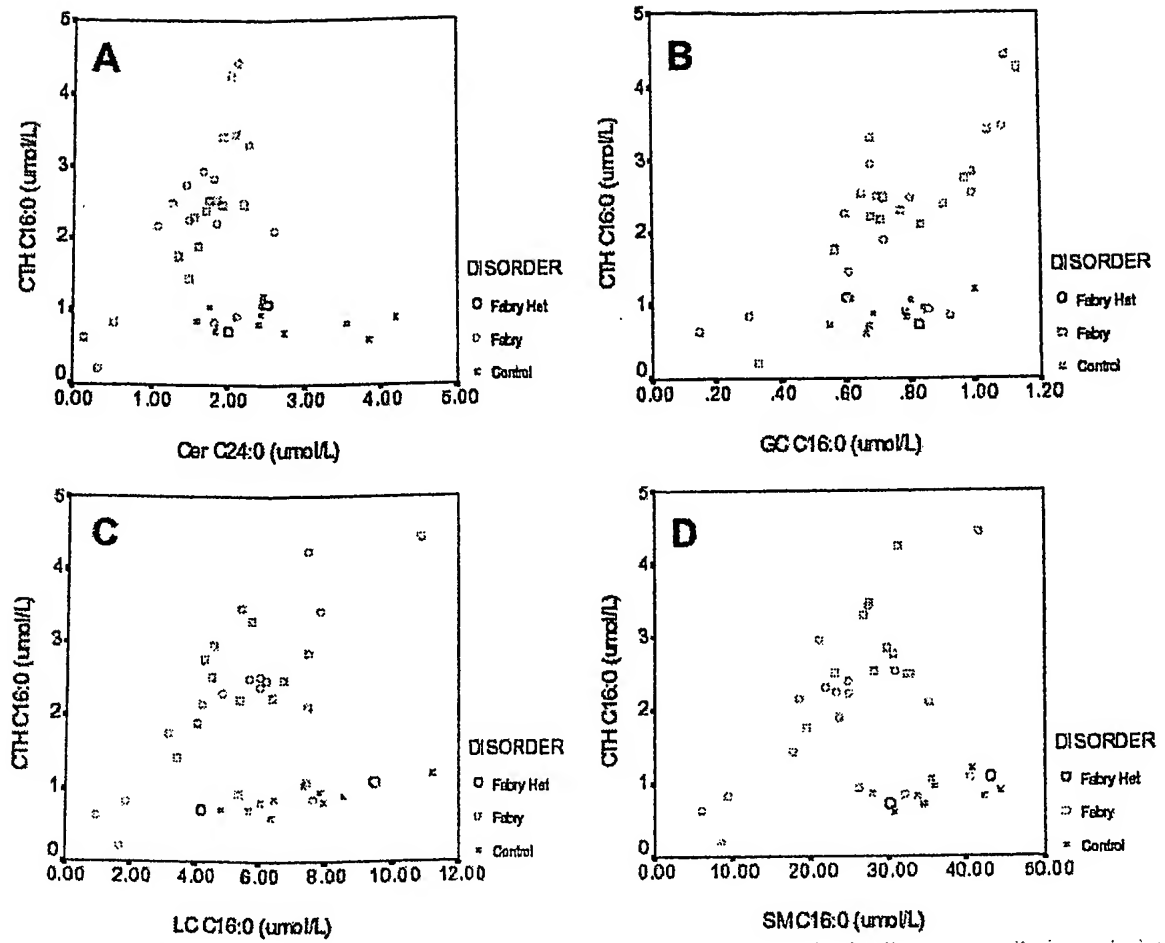 A
CTH C16:0 (umol/L)
5
4
3
2
1
0
0.00 1.00 2.00 3.00 4.00 5.00
Cer C24:0 (umol/L)
DISORDER
Fabry Het
Fabry
Control
B
CTH C16:0 (umol/L)
5
4
3
2
1
0
0.00 .20 .40 .60 .80 1.00 1.20
GC C16:0 (umol/L)
DISORDER
Fabry Het
Fabry
Control
C
CTH C16:0 (umol/L)
5
4
3
2
1
0
0.00 2.00 4.00 6.00 8.00 10.00 12.00
LC C16:0 (umol/L)
DISORDER
Fabry Het
Fabry
Control
D
CTH C16:0 (umol/L)
5
4
3
2
1
0
0.00 10.00 20.00 30.00 40.00 50.00
SM C16:0 (umol/L)
DISORDER
Fabry Het
Fabry
Control